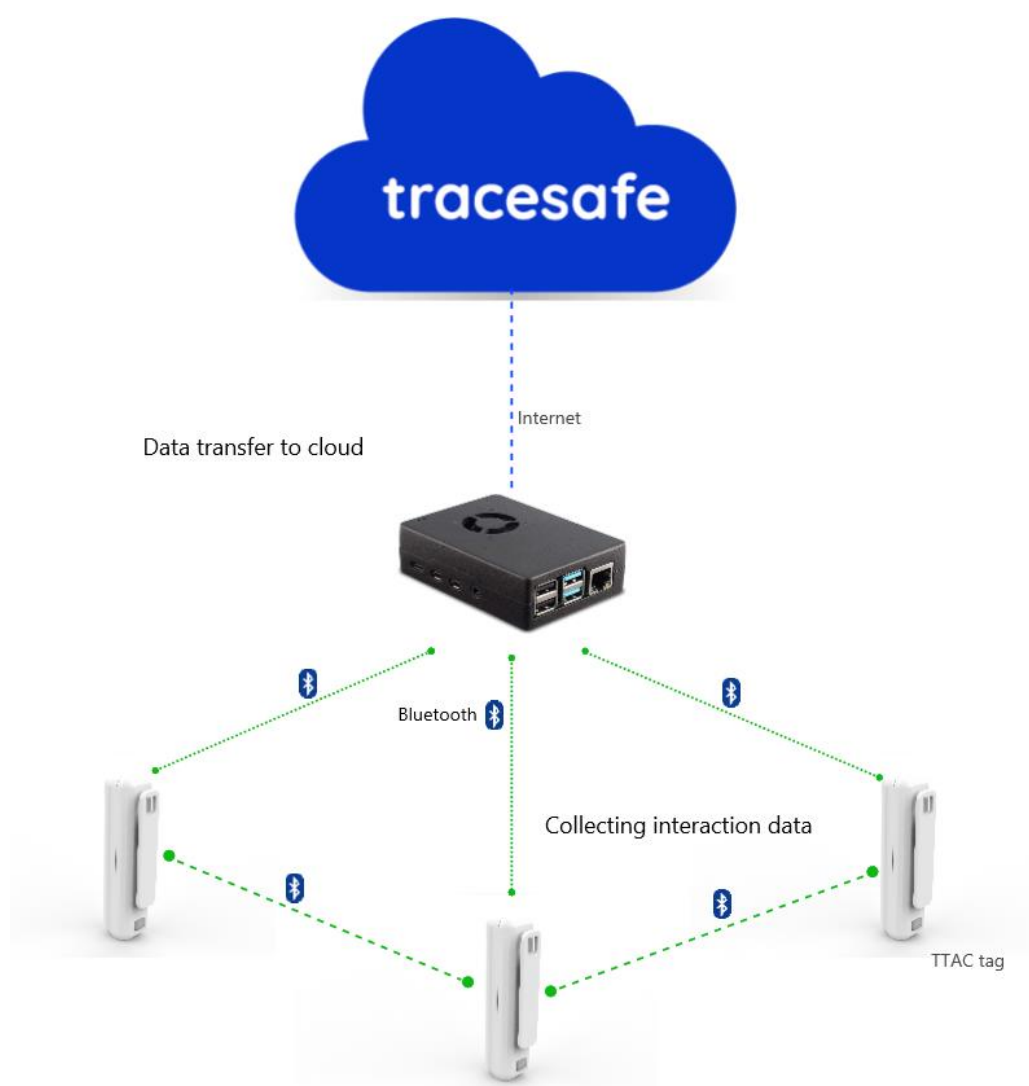 tracesafe
Internet
Data transfer to cloud
Bluetooth
Collecting interaction data
TTAC tag